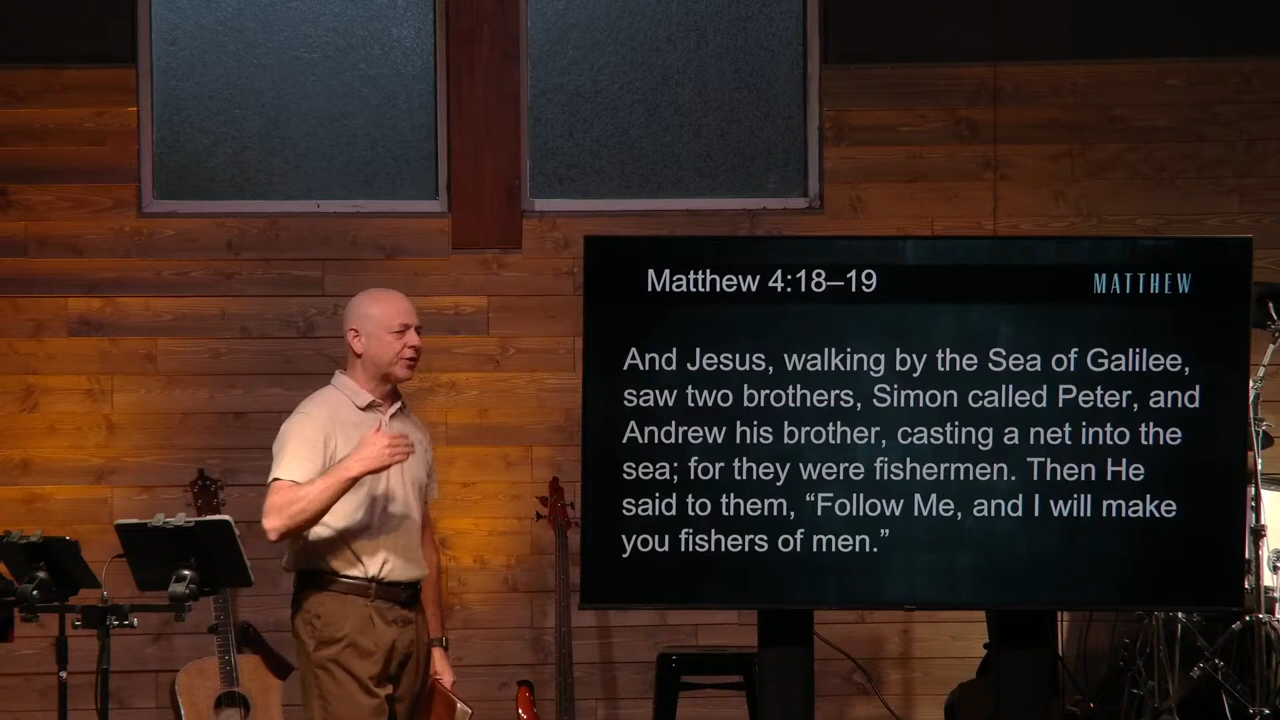 Matthew 4:18–19
MATTHEW
And Jesus, walking by the Sea of Galilee,
saw two brothers, Simon called Peter, and
Andrew his brother, casting a net into the
sea; for they were fishermen. Then He
said to them, “Follow Me, and I will make
you fishers of men.”